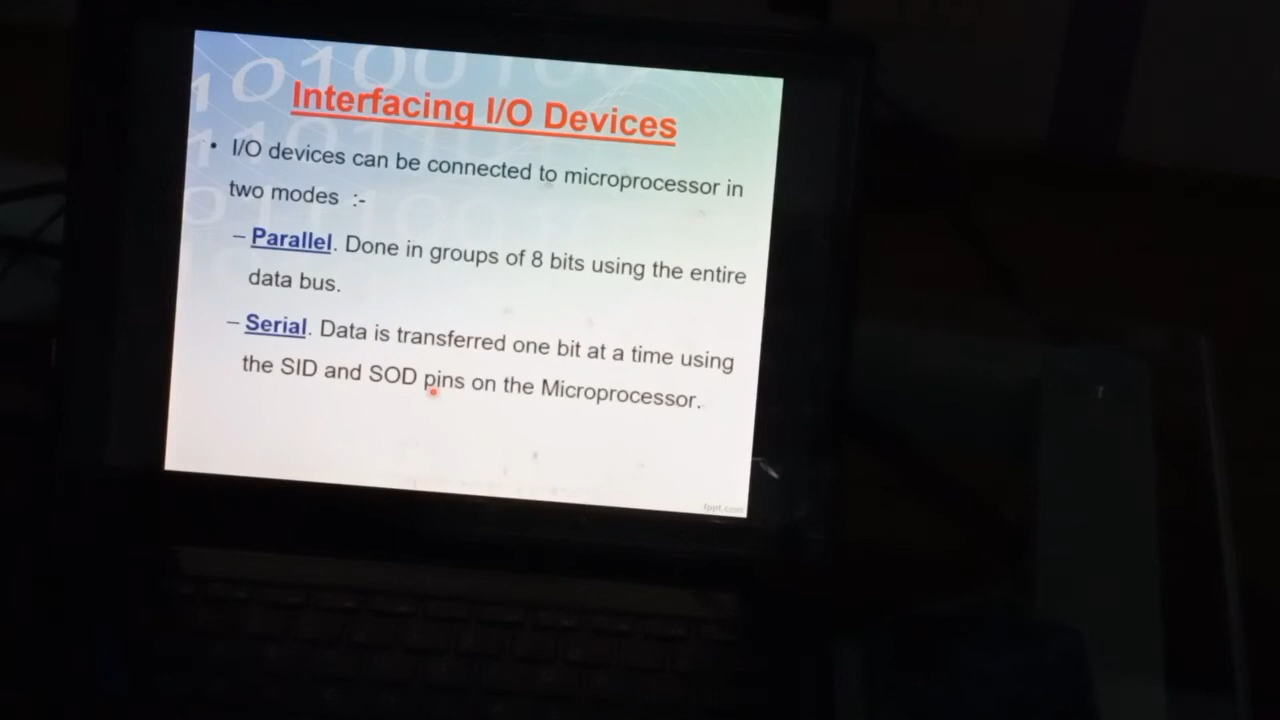 Interfacing I/O Devices
• I/O devices can be connected to microprocessor in
two modes :-
– Parallel. Done in groups of 8 bits using the entire
data bus.
– Serial. Data is transferred one bit at a time using
the SID and SOD pins on the Microprocessor.
fppt.com